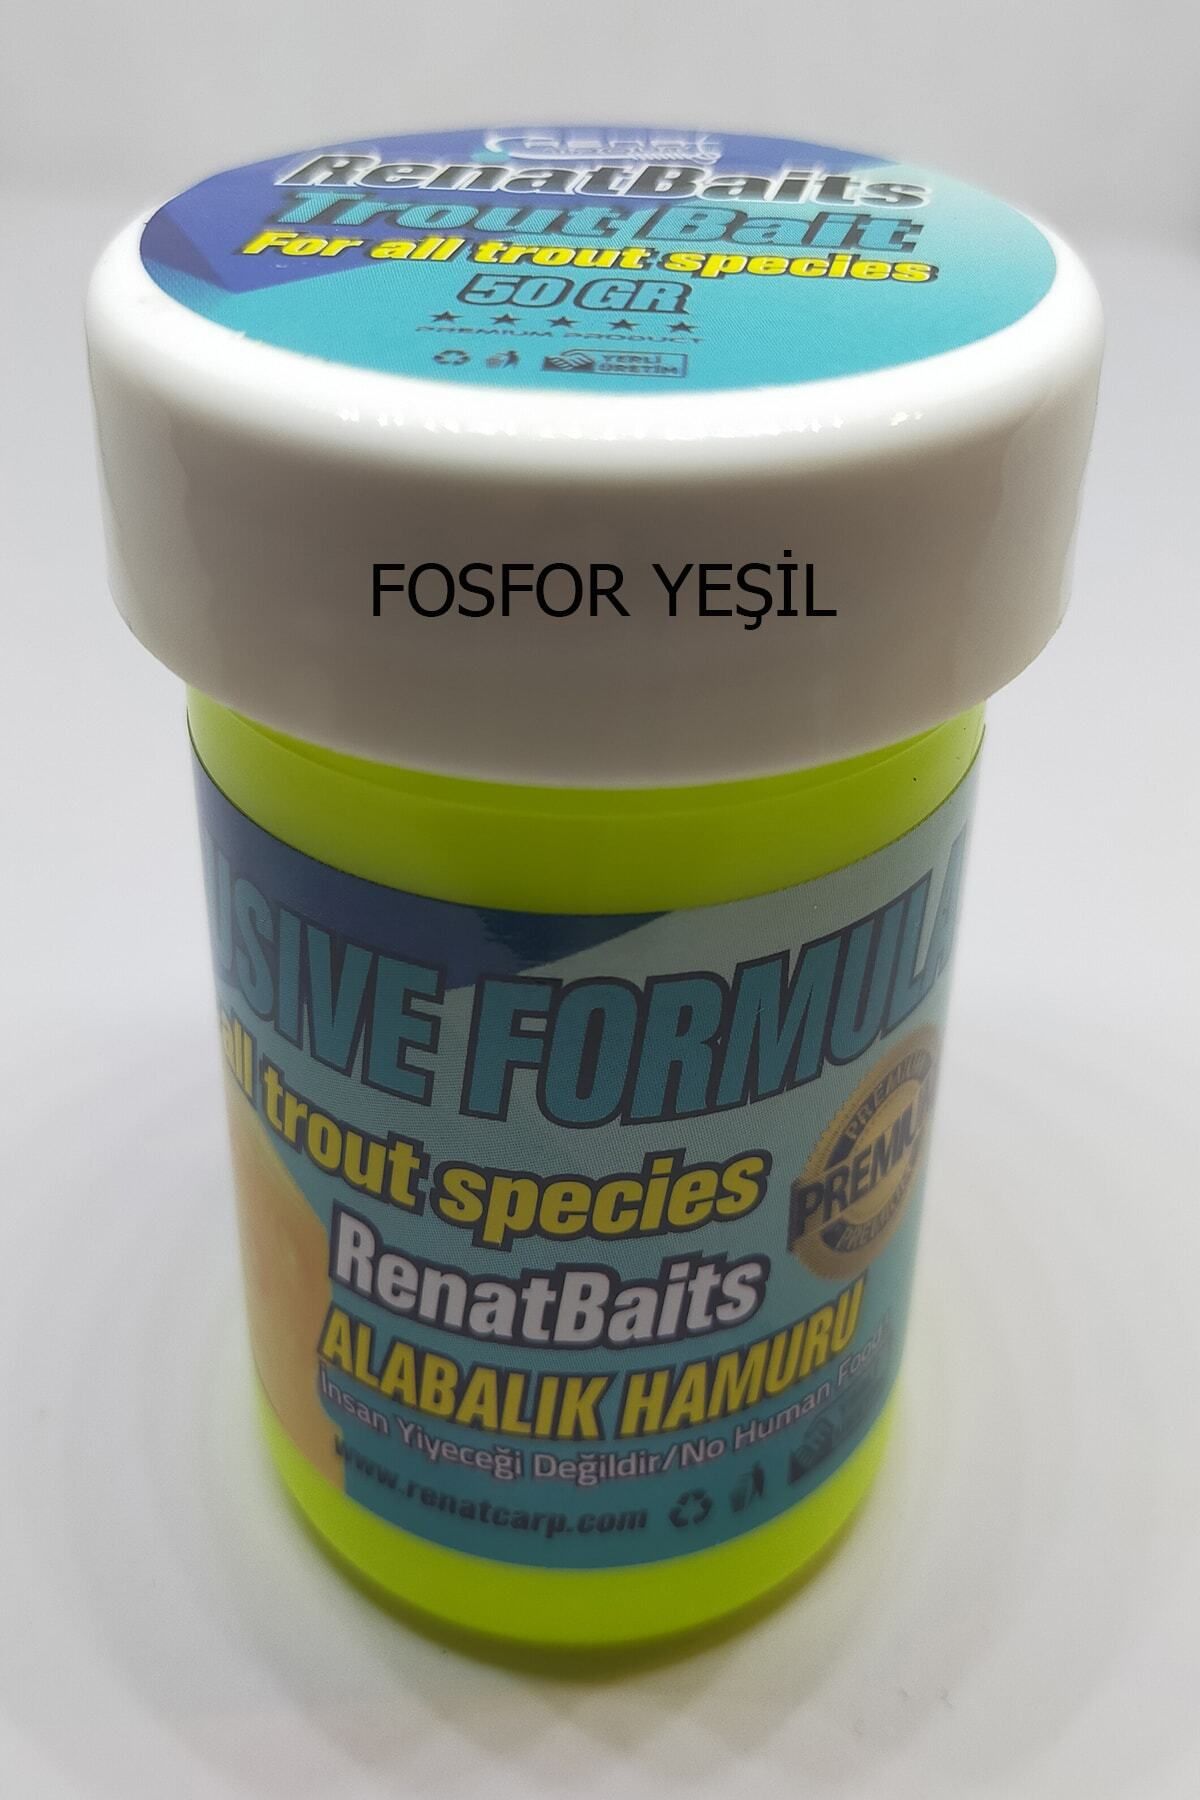 RenatBaits
Trout Bait
For all trout species
50 GR
PREMIUM PRODUCT
YERLİ
ÜRETİM
FOSFOR YEŞİL
USIVE FORMULA
all trout species
PREMIUM
RenatBaits
ALABALIK HAMURU
İnsan Yiyeceği Değildir/No Human Food
www.renatcarp.com